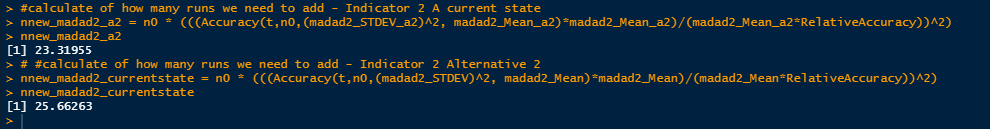 > #calculate of how many runs we need to add - Indicator 2 A current state
> nnew_madad2_a2 = n0 * (((Accuracy(t,n0,(madad2_STDEV_a2)^2, madad2_Mean_a2)*madad2_Mean_a2)/(madad2_Mean_a2*RelativeAccuracy))^2)
> nnew_madad2_a2
[1] 23.31955
> # #calculate of how many runs we need to add - Indicator 2 Alternative 2
> nnew_madad2_currentstate = n0 * (((Accuracy(t,n0,(madad2_STDEV)^2, madad2_Mean)*madad2_Mean)/(madad2_Mean*RelativeAccuracy))^2)
> nnew_madad2_currentstate
[1] 25.66263
>